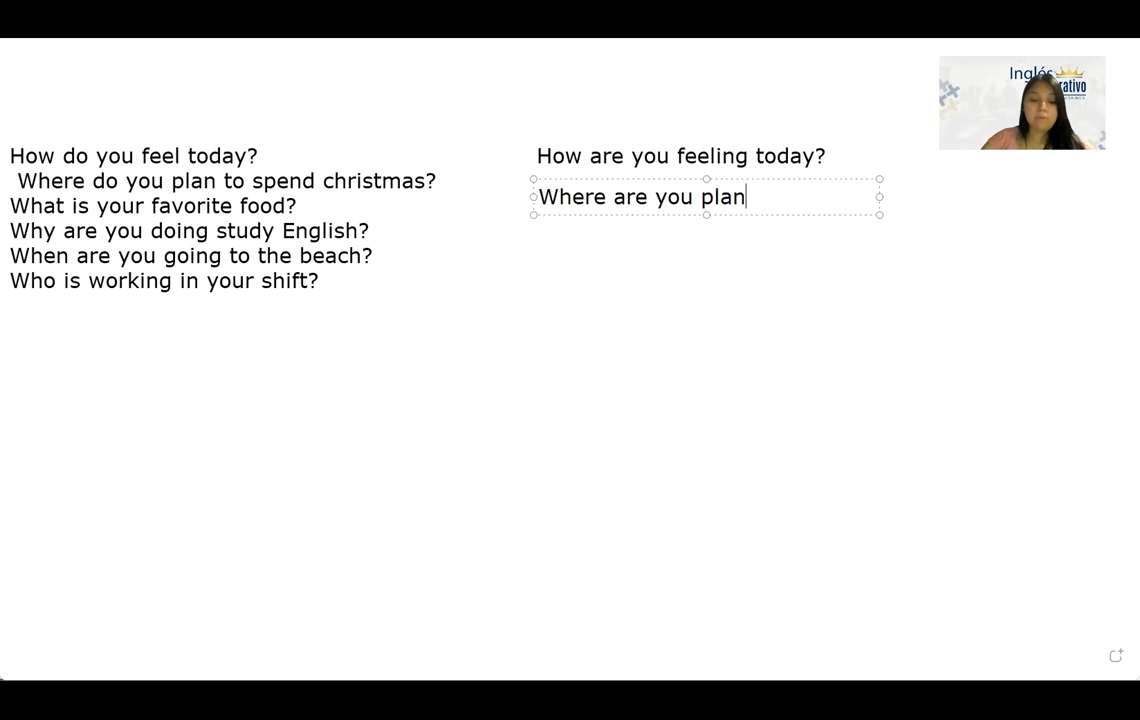 Inglés
rativo
How do you feel today?
Where do you plan to spend christmas?
What is your favorite food?
Why are you doing study English?
When are you going to the beach?
Who is working in your shift?
How are you feeling today?
Where are you plan